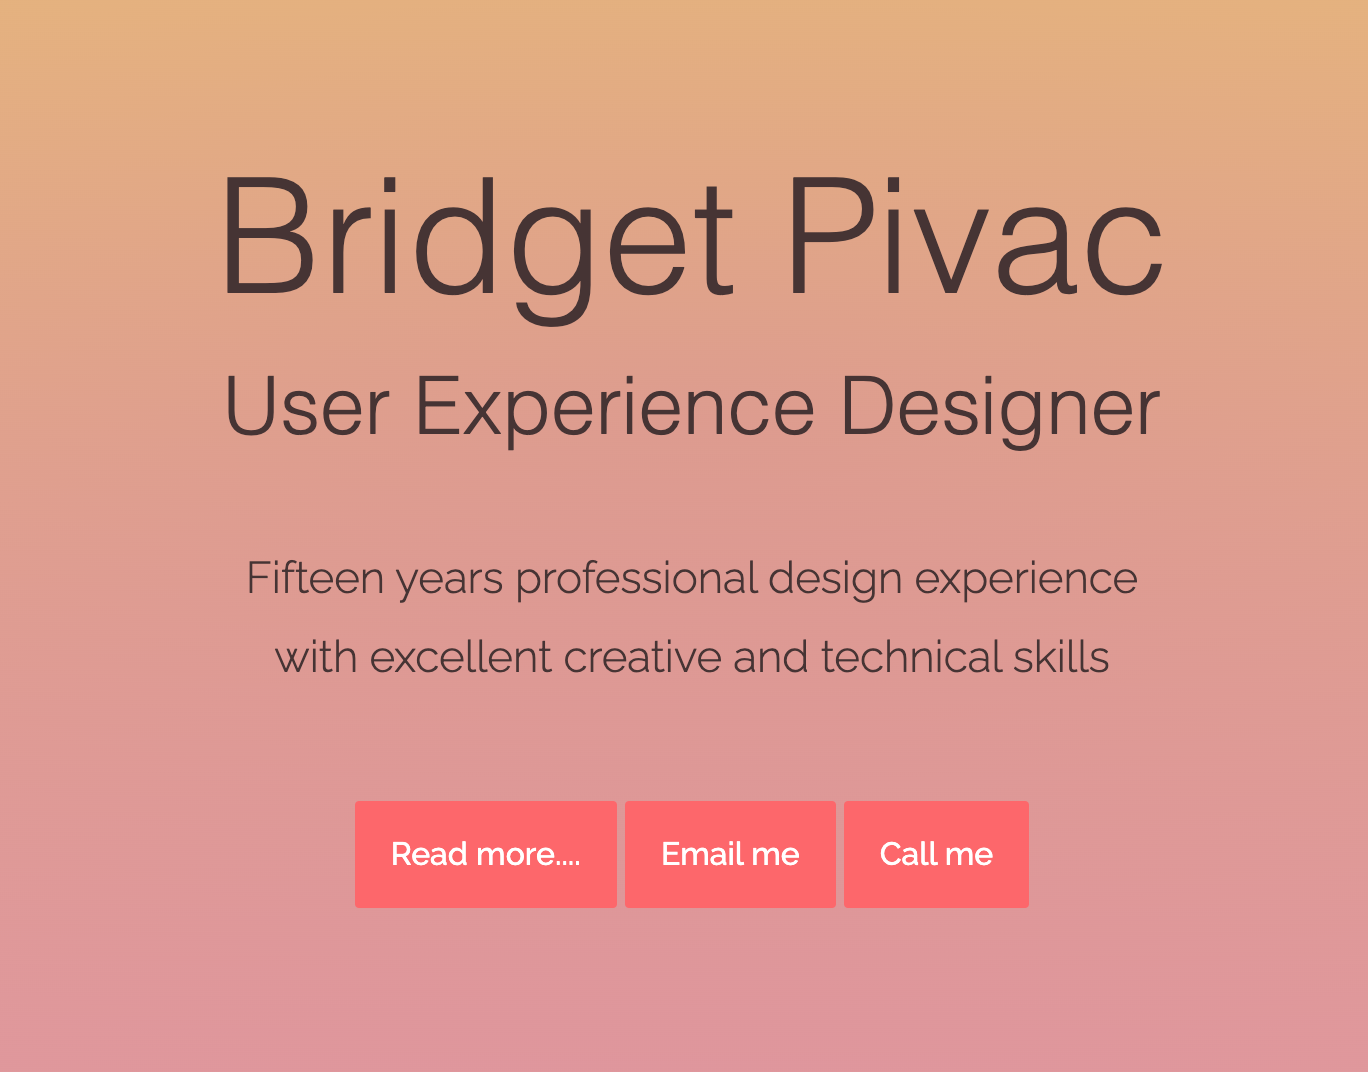 Bridget Pivac
User Experience Designer
Fifteen years professional design experience
with excellent creative and technical skills
Read more.... Email me Call me